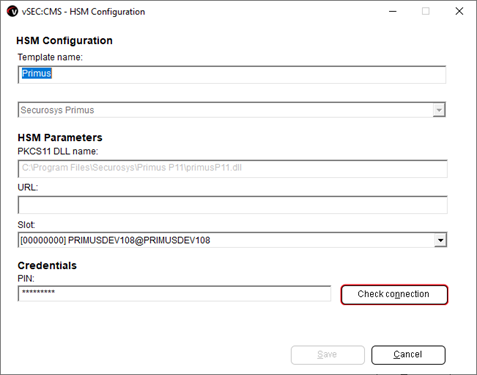 vSEC:CMS - HSM Configuration
HSM Configuration
Template name:
Primus
Securosys Primus
HSM Parameters
PKCS11 DLL name:
C:\Program Files\Securosys\Primus P11\primusP11.dll
URL:
Slot:
[00000000] PRIMUSDEV108@PRIMUSDEV108
Credentials
PIN:
*********
Check connection
Save
Cancel